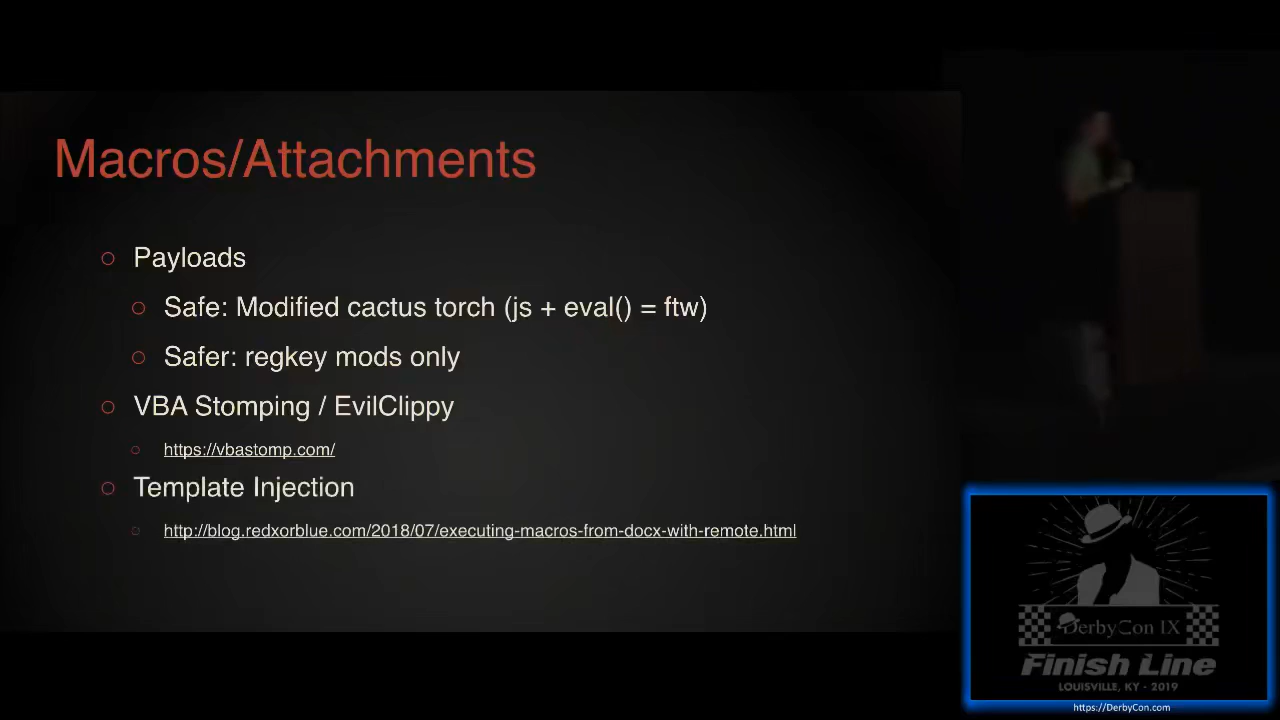 Macros/Attachments
Payloads
Safe: Modified cactus torch (js + eval() = ftw)
Safer: regkey mods only
VBA Stomping / EvilClippy
https://vbastomp.com/
Template Injection
http://blog.redxorblue.com/2018/07/executing-macros-from-docx-with-remote.html
DerbyCon IX
Finish Line
LOUISVILLE, KY - 2019
https://DerbyCon.com